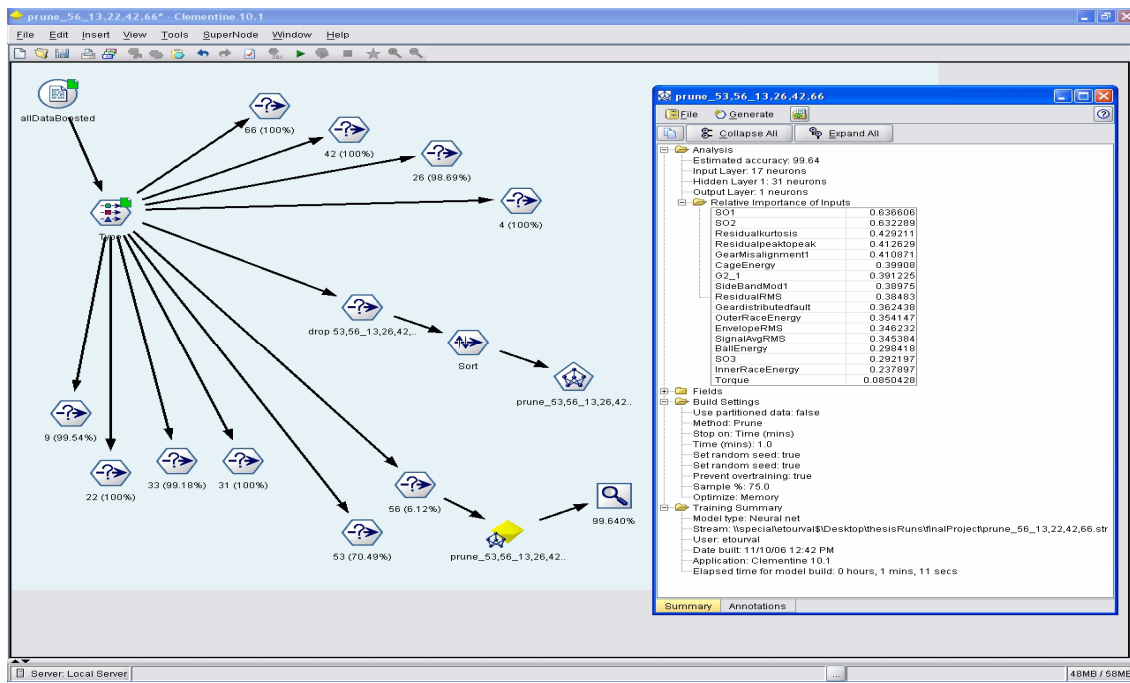 prune_56_13,22,42,66* - Clementine 10.1
File Edit Insert View Tools SuperNode Window Help
allDataBoosted
66 (100%)
42 (100%)
26 (98.69%)
4 (100%)
Type
drop 53,56_13,26,42,..
Sort
prune_53,56_13,26,42..
9 (99.54%)
22 (100%)
33 (99.18%)
31 (100%)
56 (6.12%)
53 (70.49%)
prune_53,56_13,26,42..
99.640%
prune_53,56_13,26,42,66
File Generate
Collapse All Expand All
Analysis
Estimated accuracy: 99.64
Input Layer: 17 neurons
Hidden Layer 1: 31 neurons
Output Layer: 1 neurons
Relative Importance of Inputs
SO1 0.636606
SO2 0.632289
Residualkurtosis 0.429211
Residualpeaktopeak 0.412629
GearMisalignment1 0.410871
CageEnergy 0.39908
G2_1 0.391225
SideBandMod1 0.38975
ResidualRMS 0.38483
Geardistributedfault 0.362438
OuterRaceEnergy 0.354147
EnvelopeRMS 0.346232
SignalAvgRMS 0.345384
BallEnergy 0.298418
SO3 0.292197
InnerRaceEnergy 0.237897
Torque 0.0850428
Fields
Build Settings
Use partitioned data: false
Method: Prune
Stop on: Time (mins)
Time (mins): 1.0
Set random seed: true
Set random seed: true
Prevent overtraining: true
Sample %: 75.0
Optimize: Memory
Training Summary
Model type: Neural net
Stream: \\special\etourval$\Desktop\thesisRuns\finalProject\prune_56_13,22,42,66.str
User: etourval
Date built: 11/10/06 12:42 PM
Application: Clementine 10.1
Elapsed time for model build: 0 hours, 1 mins, 11 secs
Summary Annotations
Server: Local Server
...
48MB / 58MB